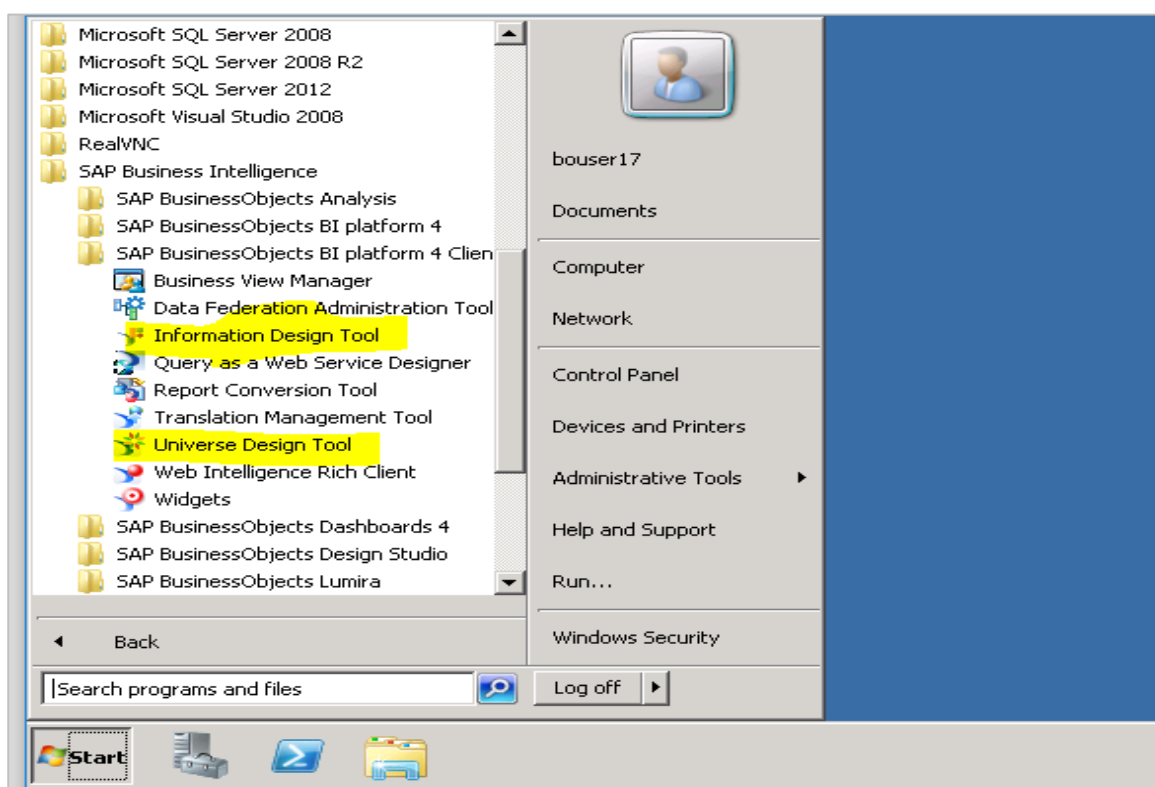 Microsoft SQL Server 2008
Microsoft SQL Server 2008 R2
Microsoft SQL Server 2012
Microsoft Visual Studio 2008
RealVNC
SAP Business Intelligence
SAP BusinessObjects Analysis
SAP BusinessObjects BI platform 4
SAP BusinessObjects BI platform 4 Clien
Business View Manager
Data Federation Administration Tool
Information Design Tool
Query as a Web Service Designer
Report Conversion Tool
Translation Management Tool
Universe Design Tool
Web Intelligence Rich Client
Widgets
SAP BusinessObjects Dashboards 4
SAP BusinessObjects Design Studio
SAP BusinessObjects Lumira
Back
Search programs and files
bouser17
Documents
Computer
Network
Control Panel
Devices and Printers
Administrative Tools
Help and Support
Run...
Windows Security
Log off
Start